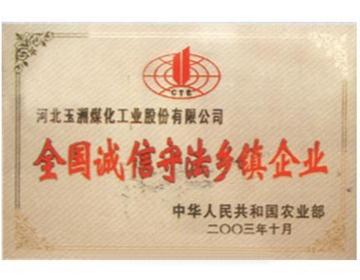 CTE
河北玉洲煤化工业股份有限公司
全国诚信守法乡镇企业
中华人民共和国农业部
二〇〇三年十月